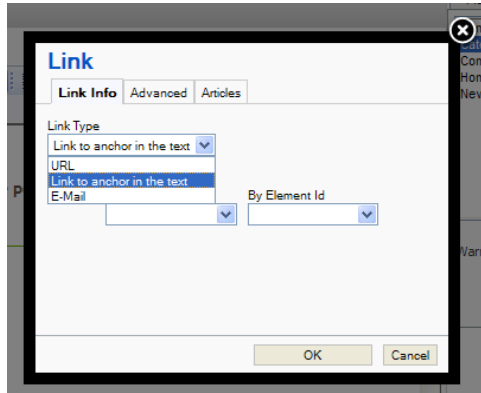 Link
Link Info Advanced Articles
Link Type
Link to anchor in the text
URL
Link to anchor in the text
E-Mail
By Element Id
OK Cancel